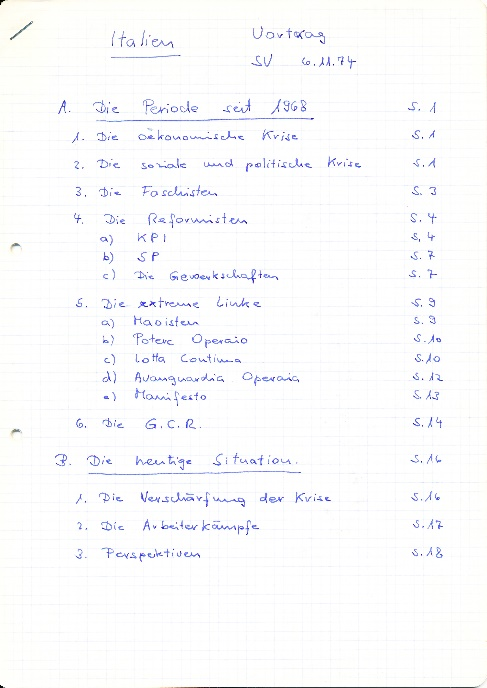 Italien Vortrag
SV 6.11.74
A. Die Periode seit 1968 S. 1
1. Die oekonomische Krise S. 1
2. Die soziale und politische Krise S. 1
3. Die Faschisten S. 3
4. Die Reformisten S. 4
a) KPI S. 4
b) SP S. 7
c) Die Gewerkschaften S. 7
5. Die extreme Linke S. 9
a) Maoisten S. 9
b) Potere Operaio S. 10
c) Lotta Continua S. 10
d) Avanguardia Operaia S. 12
e) Manifesto S. 13
6. Die G.C.R. S. 14
B. Die heutige Situation. S. 16
1. Die Verschärfung der Krise S. 16
2. Die Arbeiterkämpfe S. 17
3. Perspektiven S. 18